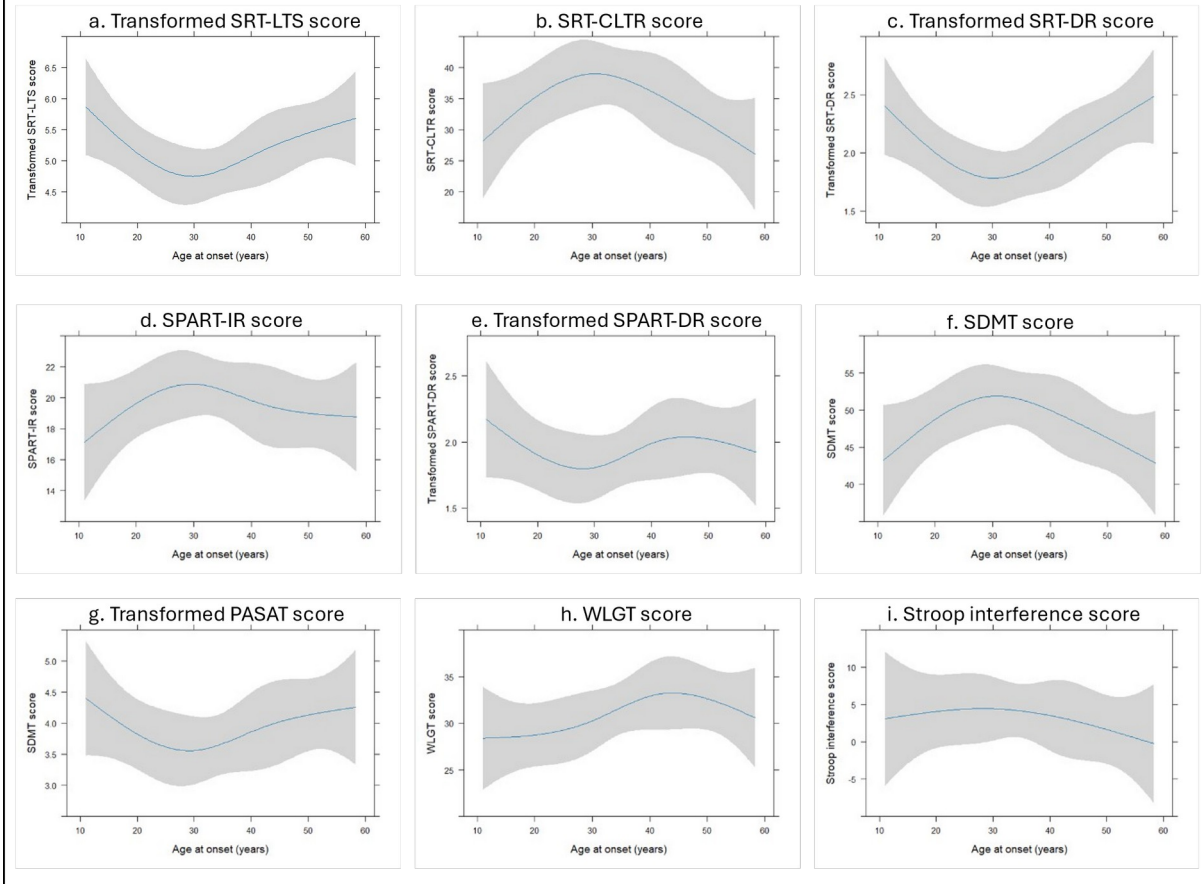 a. Transformed SRT-LTS score
Transformed SRT-LTS score
6.5
6.0
5.5
5.0
4.5
10 20 30 40 50 60
Age at onset (years)
b. SRT-CLTR score
SRT-CLTR score
40
35
30
25
20
10 20 30 40 50 60
Age at onset (years)
c. Transformed SRT-DR score
Transformed SRT-DR score
2.5
2.0
1.5
10 20 30 40 50 60
Age at onset (years)
d. SPART-IR score
SPART-IR score
22
20
18
16
14
10 20 30 40 50 60
Age at onset (years)
e. Transformed SPART-DR score
Transformed SPART-DR score
2.5
2.0
1.5
10 20 30 40 50 60
Age at onset (years)
f. SDMT score
SDMT score
55
50
45
40
10 20 30 40 50 60
Age at onset (years)
g. Transformed PASAT score
SDMT score
5.0
4.5
4.0
3.5
3.0
10 20 30 40 50 60
Age at onset (years)
h. WLGT score
WLGT score
35
30
25
10 20 30 40 50 60
Age at onset (years)
i. Stroop interference score
Stroop interference score
10
5
0
-5
10 20 30 40 50 60
Age at onset (years)